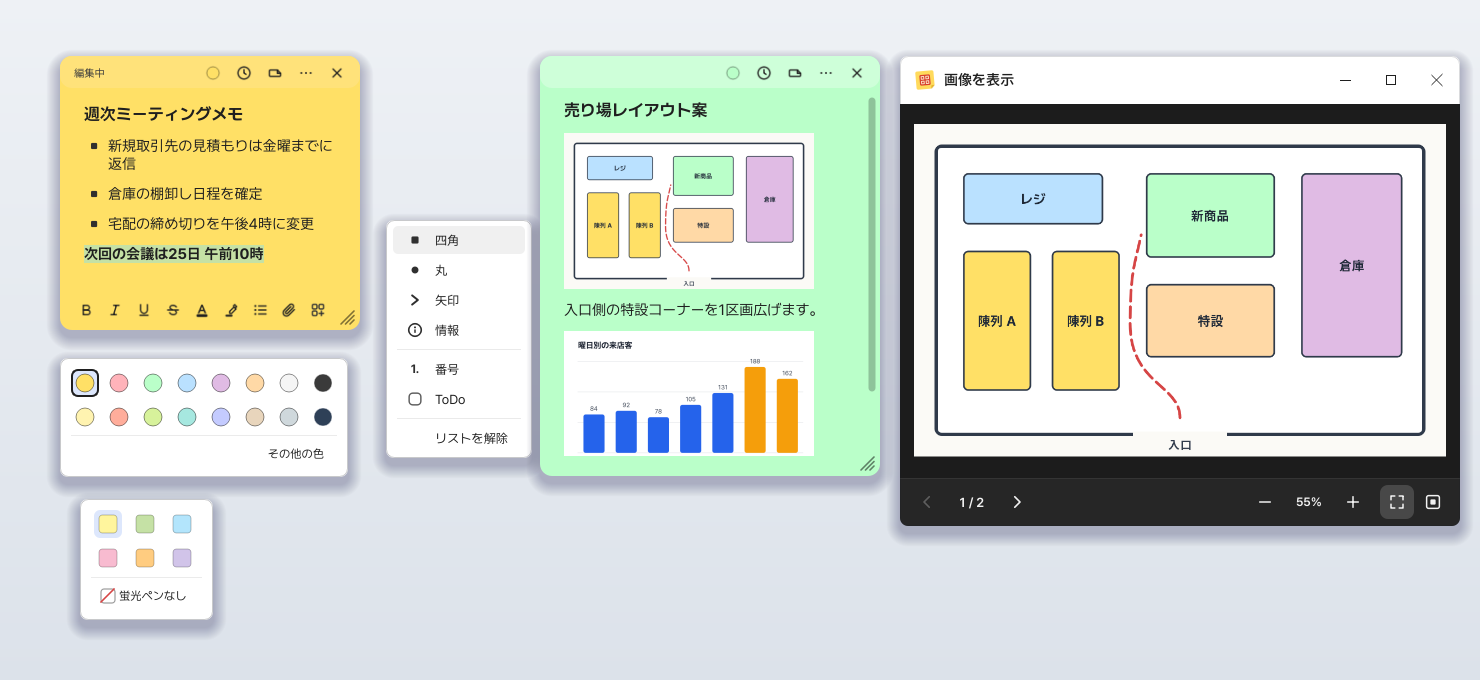 編集中
週次ミーティングメモ
新規取引先の見積もりは金曜までに
返信
倉庫の棚卸し日程を確定
宅配の締め切りを午後4時に変更
次回の会議は25日 午前10時
B I U S A
その他の色
蛍光ペンなし
四角
丸
矢印
情報
1. 番号
ToDo
リストを解除
売り場レイアウト案
レジ
新商品
倉庫
陳列 A
陳列 B
特設
入口
入口側の特設コーナーを1区画広げます。
曜日別の来店客
84
92
78
105
131
188
162
画像を表示
レジ
新商品
倉庫
陳列 A
陳列 B
特設
入口
1 / 2
55%